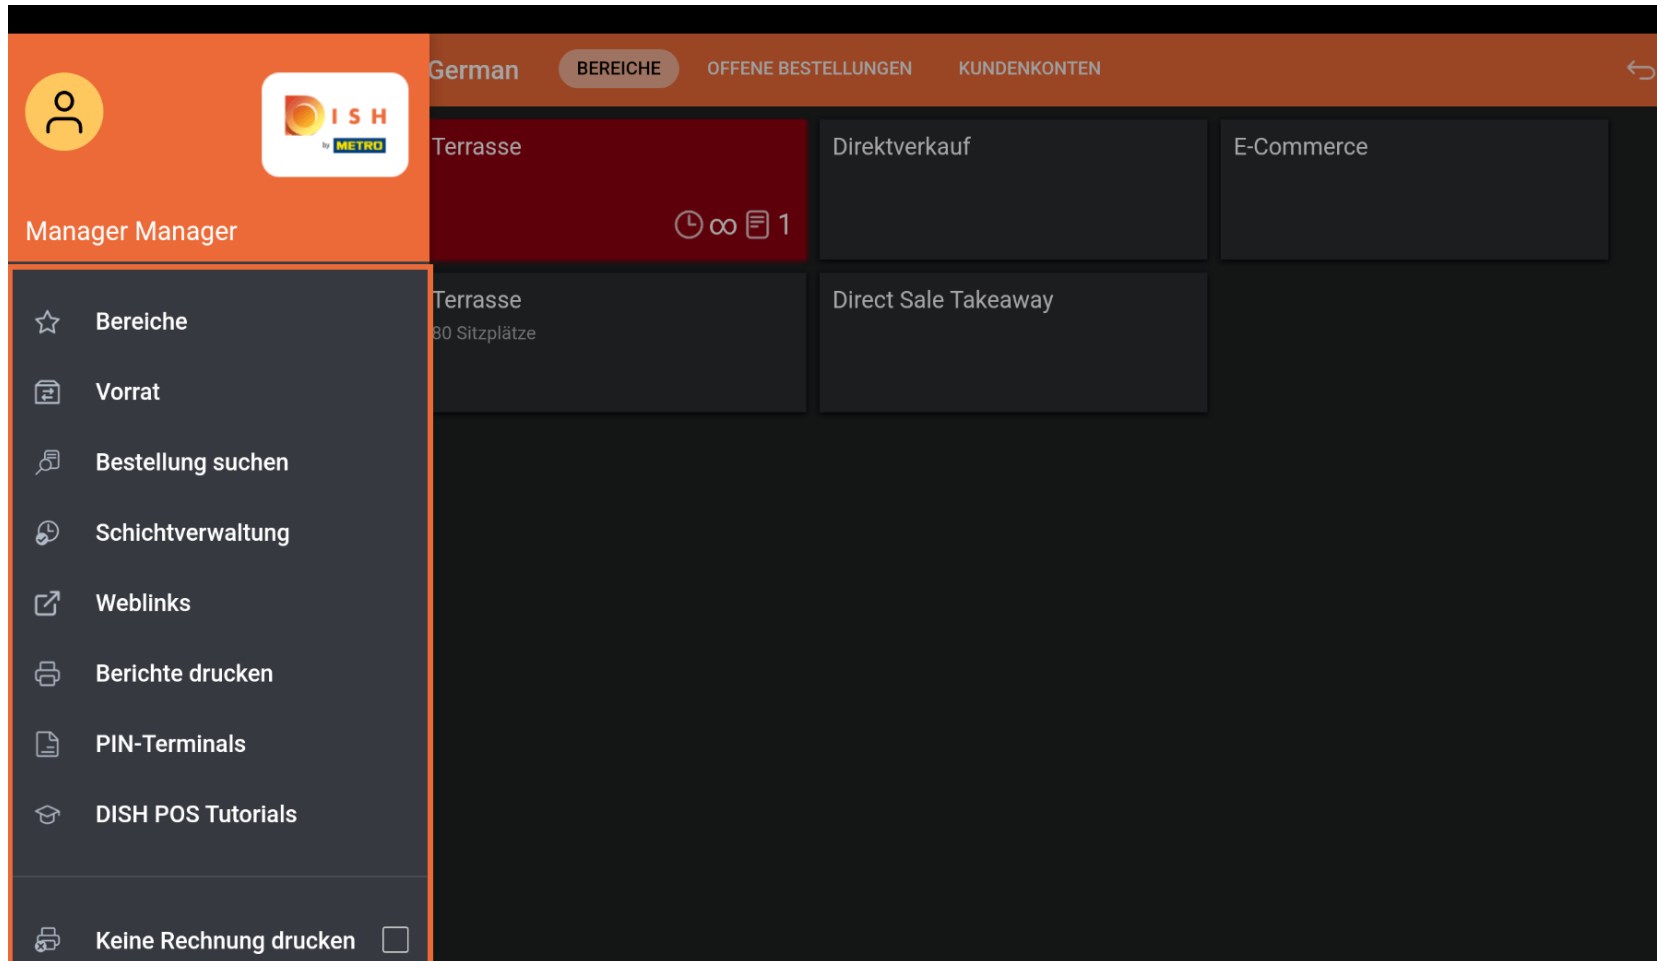 German BEREICHE OFFENE BESTELLUNGEN KUNDENKONTEN
DISH
by METRO
Manager Manager
Bereiche
Vorrat
Bestellung suchen
Schichtverwaltung
Weblinks
Berichte drucken
PIN-Terminals
DISH POS Tutorials
Keine Rechnung drucken
Terrasse
∞ 1
Direktverkauf
E-Commerce
Terrasse
80 Sitzplätze
Direct Sale Takeaway